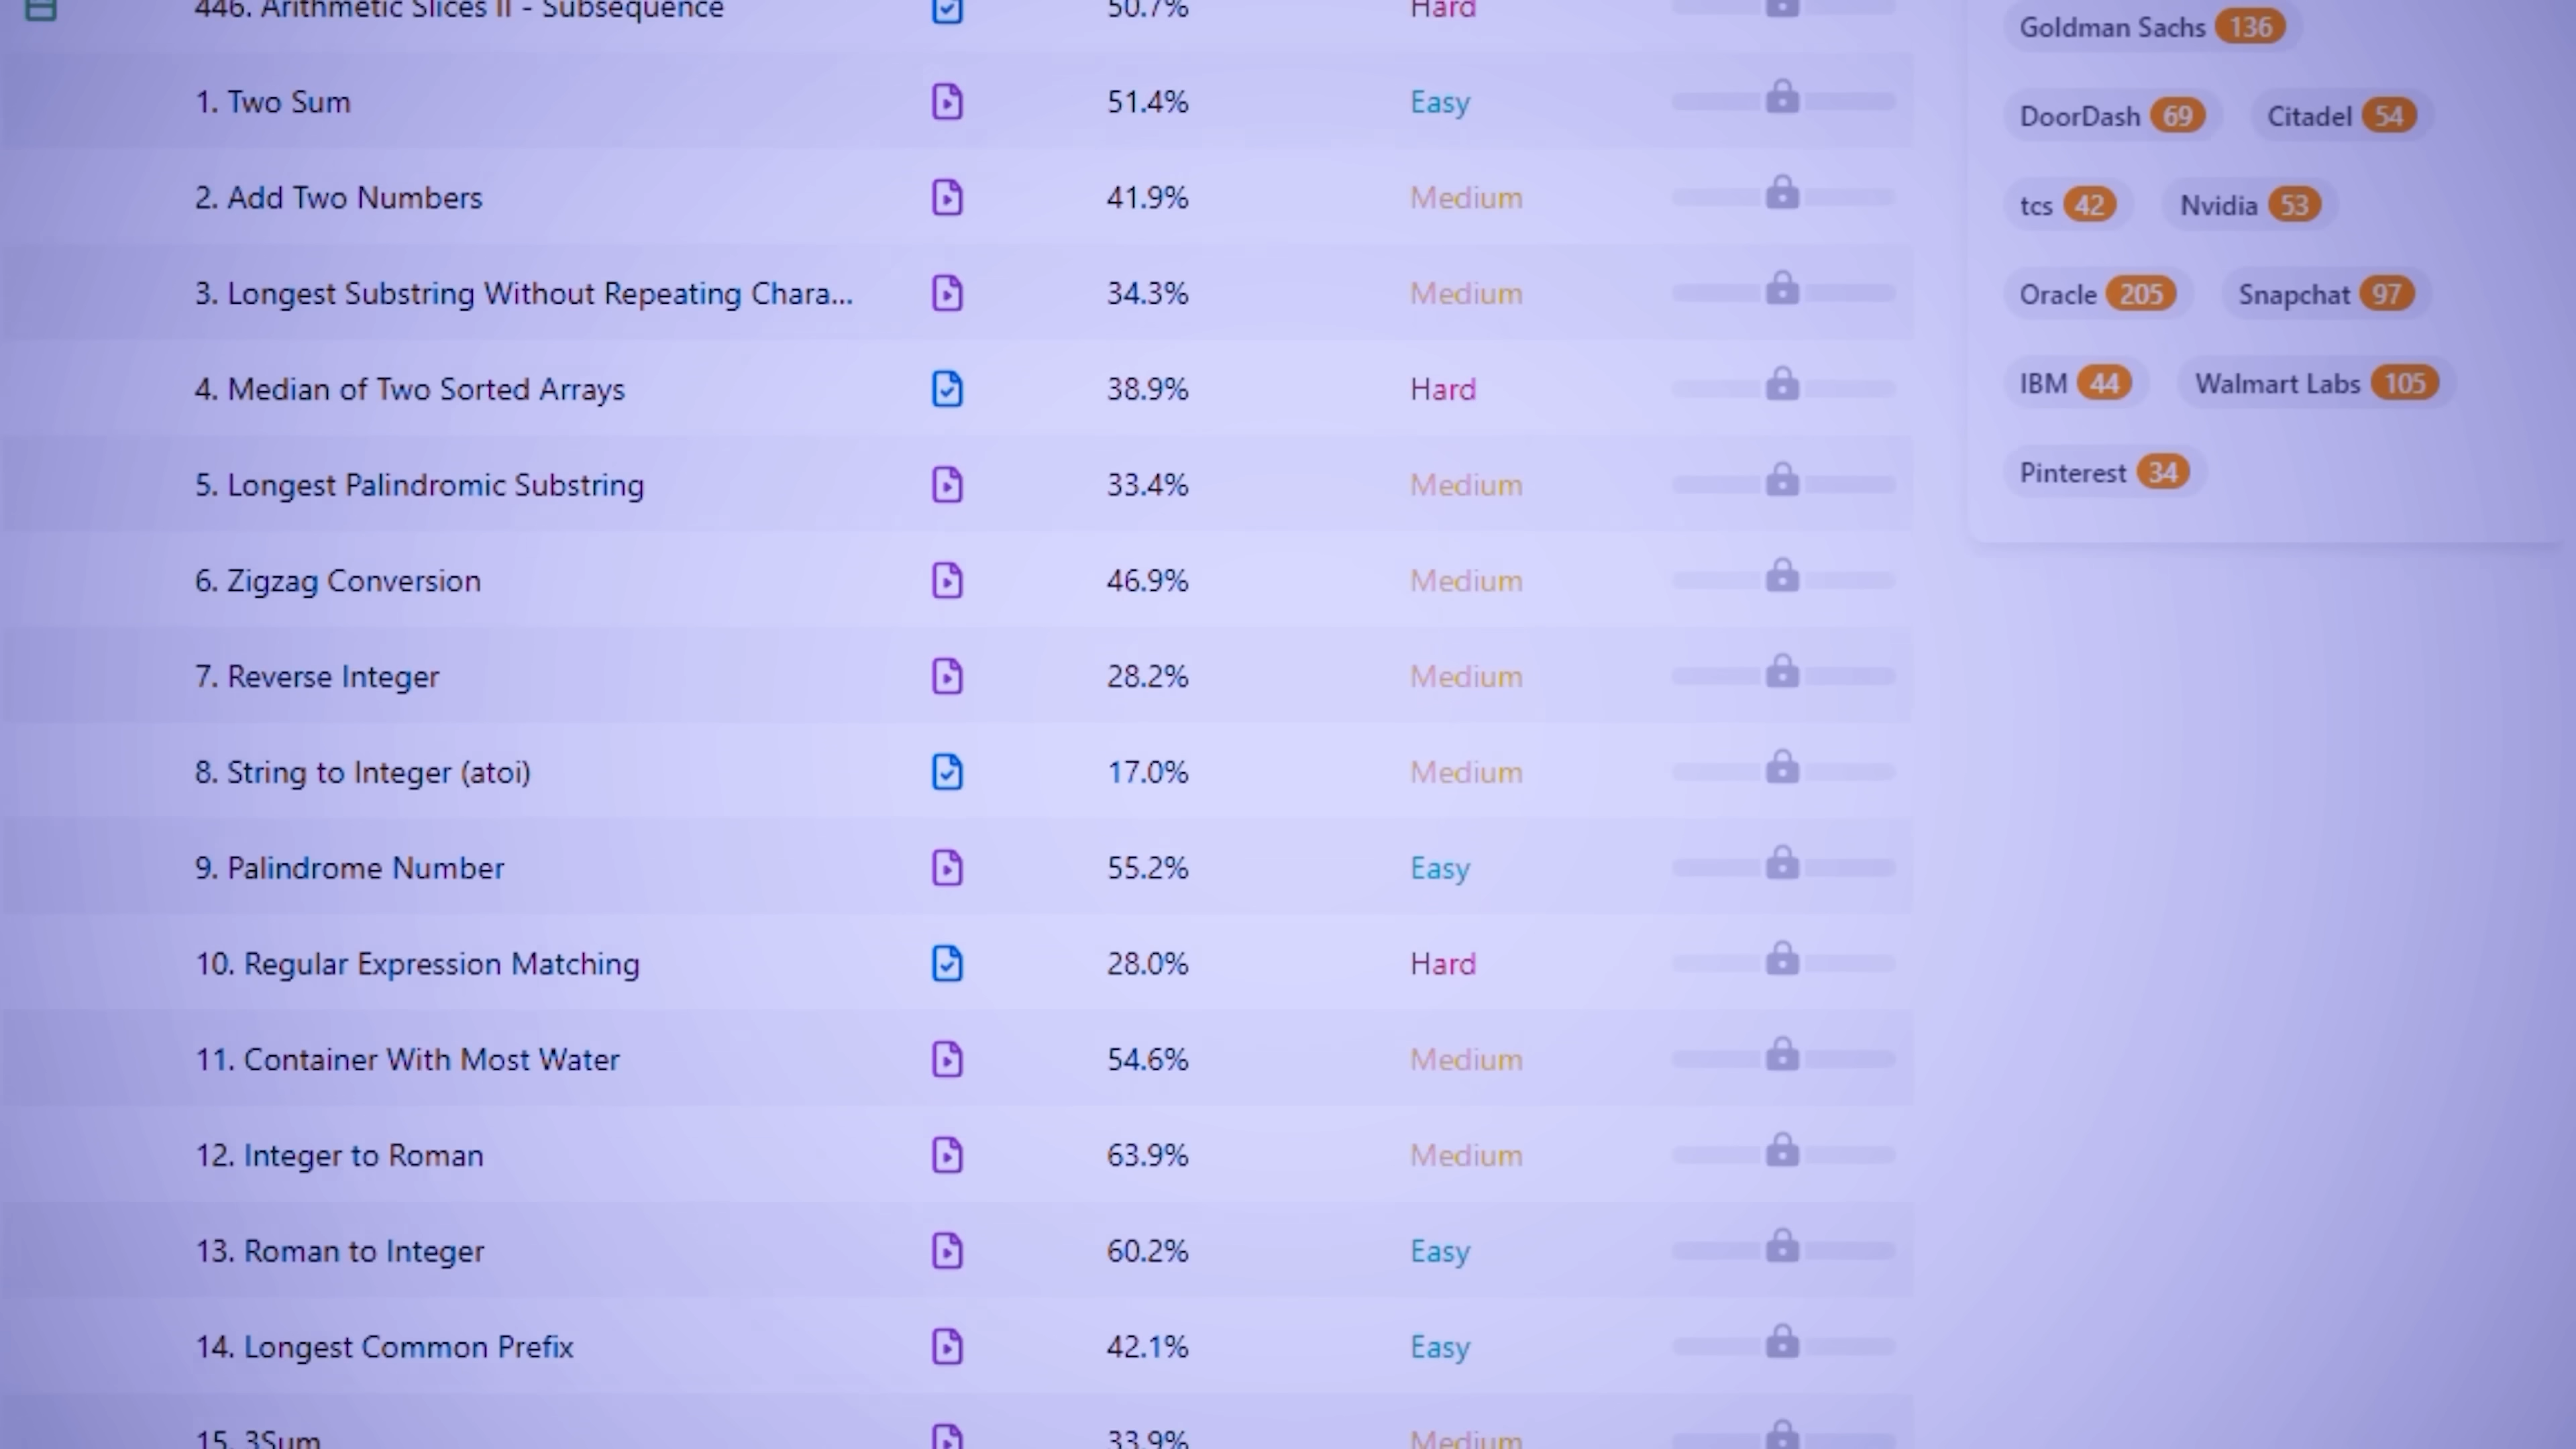 446. Arithmetic Slices II - Subsequence 50.7% Hard
1. Two Sum 51.4% Easy
2. Add Two Numbers 41.9% Medium
3. Longest Substring Without Repeating Chara... 34.3% Medium
4. Median of Two Sorted Arrays 38.9% Hard
5. Longest Palindromic Substring 33.4% Medium
6. Zigzag Conversion 46.9% Medium
7. Reverse Integer 28.2% Medium
8. String to Integer (atoi) 17.0% Medium
9. Palindrome Number 55.2% Easy
10. Regular Expression Matching 28.0% Hard
11. Container With Most Water 54.6% Medium
12. Integer to Roman 63.9% Medium
13. Roman to Integer 60.2% Easy
14. Longest Common Prefix 42.1% Easy
15. 3Sum 33.9% Medium
Goldman Sachs 136
DoorDash 69 Citadel 54
tcs 42 Nvidia 53
Oracle 205 Snapchat 97
IBM 44 Walmart Labs 105
Pinterest 34